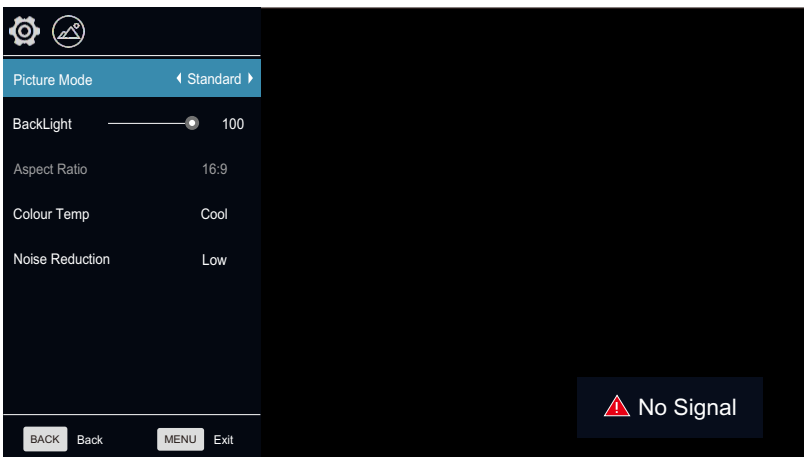 Picture Mode Standard
BackLight 100
Aspect Ratio 16:9
Colour Temp Cool
Noise Reduction Low
No Signal
BACK Back MENU Exit